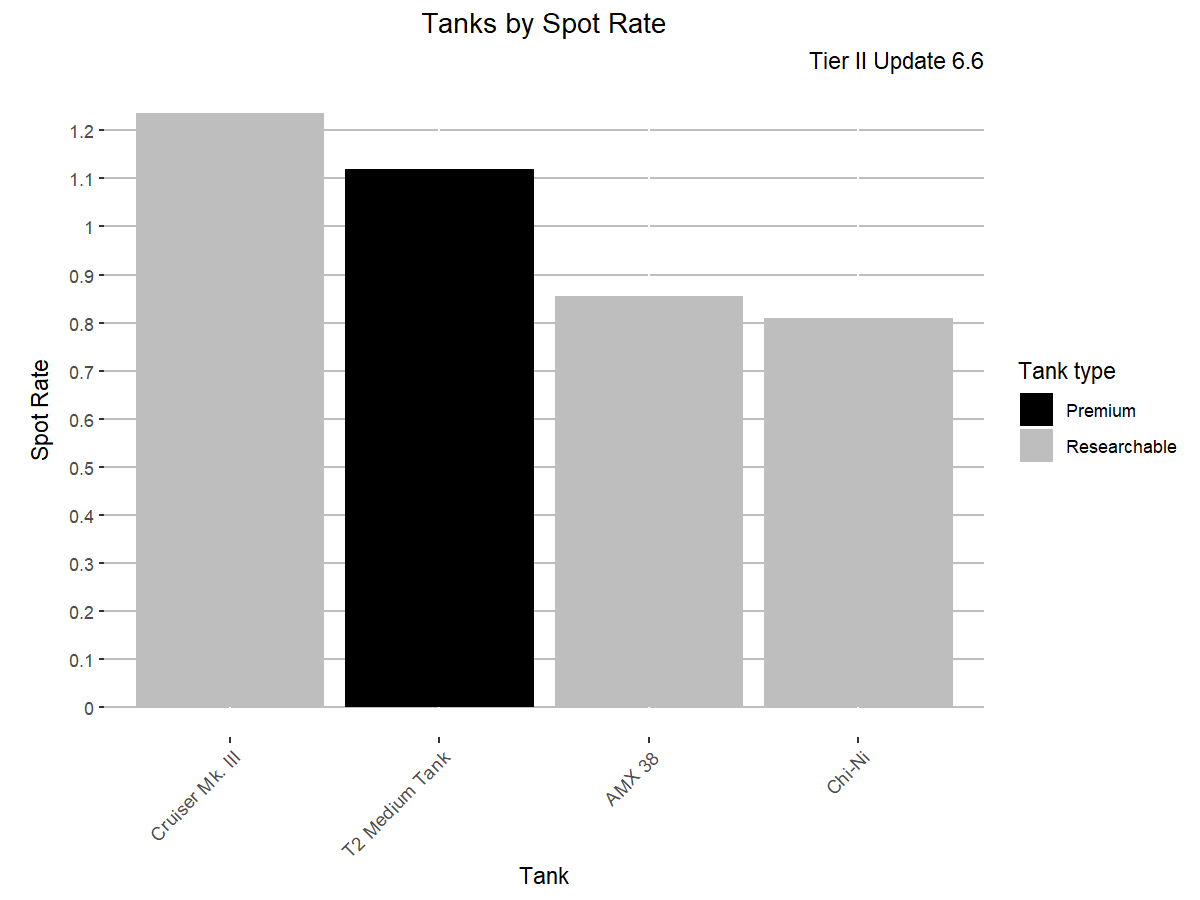 Tanks by Spot Rate
Tier II Update 6.6
Spot Rate
1.2
1.1
1
0.9
0.8
0.7
0.6
0.5
0.4
0.3
0.2
0.1
0
Cruiser Mk. III
T2 Medium Tank
AMX 38
Chi-Ni
Tank
Tank type
Premium
Researchable